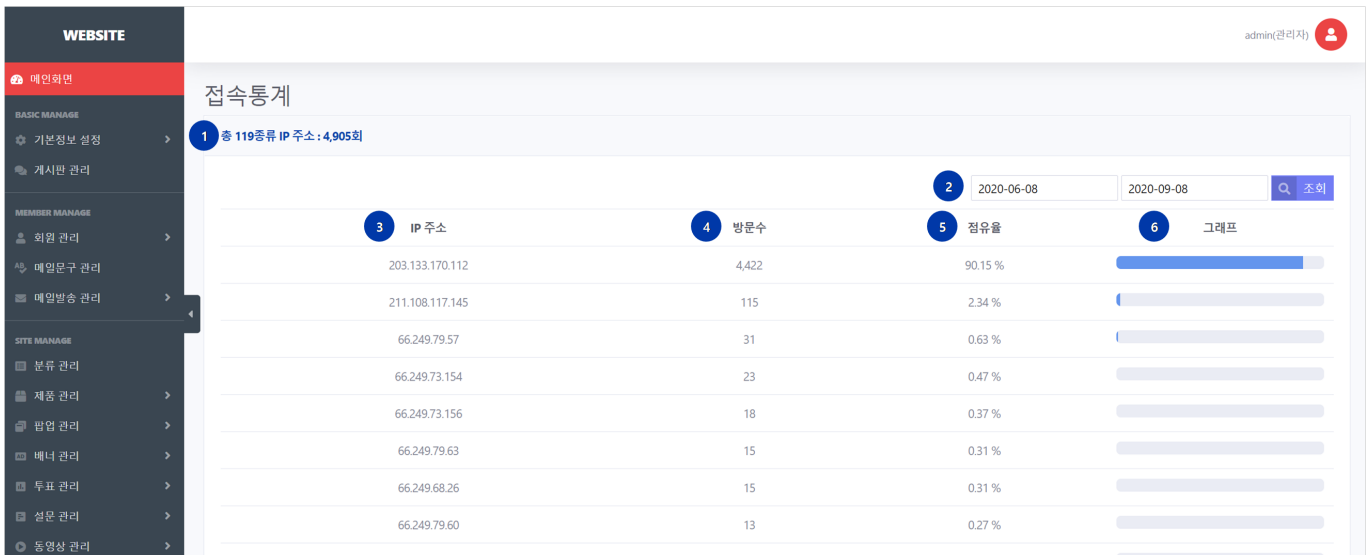 WEBSITE
admin(관리자)
메인화면
BASIC MANAGE
기본정보 설정
게시판 관리
MEMBER MANAGE
회원 관리
메일문구 관리
메일발송 관리
SITE MANAGE
분류 관리
제품 관리
팝업 관리
배너 관리
투표 관리
설문 관리
동영상 관리
접속통계
1 총 119종류 IP 주소 : 4,905회
2 2020-06-08 2020-09-08 조회
3 IP 주소 4 방문수 5 점유율 6 그래프
203.133.170.112 4,422 90.15 %
211.108.117.145 115 2.34 %
66.249.79.57 31 0.63 %
66.249.73.154 23 0.47 %
66.249.73.156 18 0.37 %
66.249.79.63 15 0.31 %
66.249.68.26 15 0.31 %
66.249.79.60 13 0.27 %